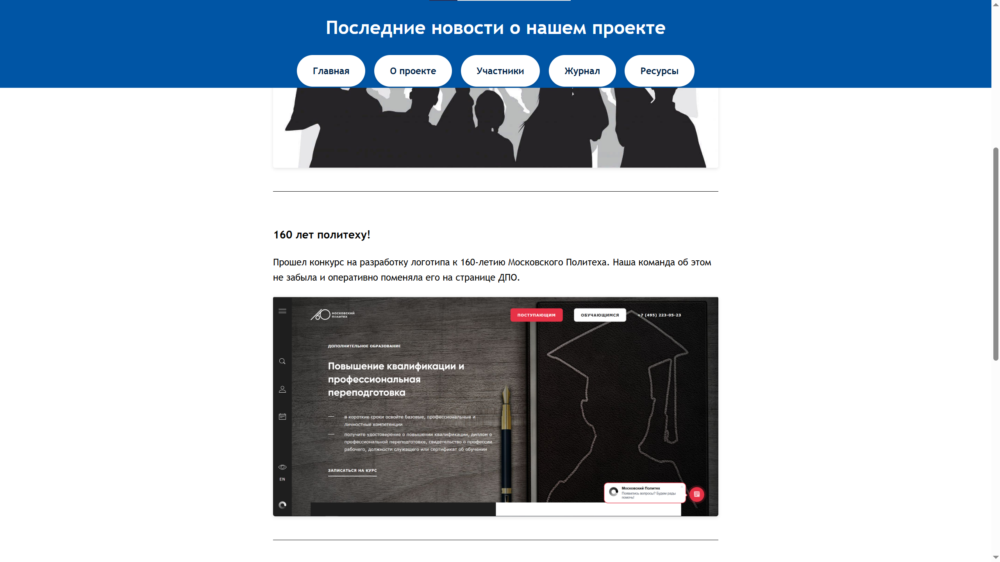 Последние новости о нашем проекте
Главная
О проекте
Участники
Журнал
Ресурсы
160 лет политеху!
Прошел конкурс на разработку логотипа к 160-летию Московского Политеха. Наша команда об этом
не забыла и оперативно поменяла его на странице ДПО.
160 МОСКОВСКИЙ
ПОЛИТЕХ
ПОСТУПАЮЩИМ
ОБУЧАЮЩИМСЯ
+7 (495) 223-05-23
ДОПОЛНИТЕЛЬНОЕ ОБРАЗОВАНИЕ
Повышение квалификации и
профессиональная
переподготовка
— в короткие сроки освойте базовые, профессиональные и
личностные компетенции
— получите удостоверение о повышении квалификации, диплом о
профессиональной переподготовке, свидетельство о профессии
рабочего, должности служащего или сертификат об обучении
ЗАПИСАТЬСЯ НА КУРС
EN
Московский Политех
Появились вопросы? Будем рады
помочь!